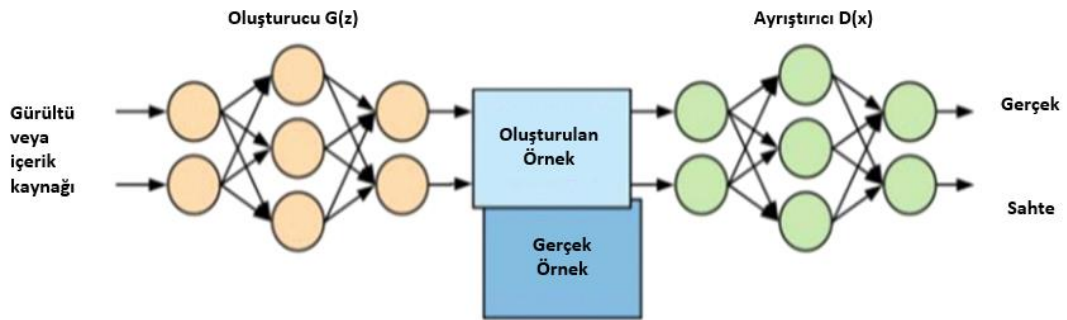 Oluşturucu G(z)
Ayrıştırıcı D(x)
Gürültü
veya
içerik
kaynağı
Oluşturulan
Örnek
Gerçek
Örnek
Gerçek
Sahte